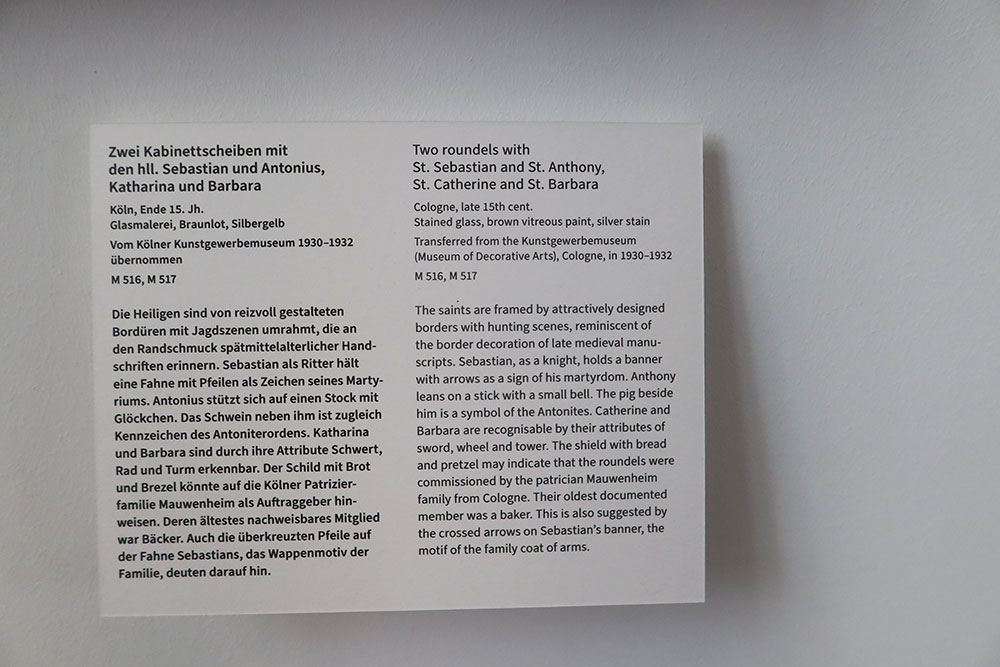 Zwei Kabinettscheiben mit
den hll. Sebastian und Antonius,
Katharina und Barbara
Köln, Ende 15. Jh.
Glasmalerei, Braunlot, Silbergelb
Vom Kölner Kunstgewerbemuseum 1930–1932
übernommen
M 516, M 517
Die Heiligen sind von reizvoll gestalteten
Bordüren mit Jagdszenen umrahmt, die an
den Randschmuck spätmittelalterlicher Hand-
schriften erinnern. Sebastian als Ritter hält
eine Fahne mit Pfeilen als Zeichen seines Marty-
riums. Antonius stützt sich auf einen Stock mit
Glöckchen. Das Schwein neben ihm ist zugleich
Kennzeichen des Antoniterordens. Katharina
und Barbara sind durch ihre Attribute Schwert,
Rad und Turm erkennbar. Der Schild mit Brot
und Brezel könnte auf die Kölner Patrizier-
familie Mauwenheim als Auftraggeber hin-
weisen. Deren ältestes nachweisbares Mitglied
war Bäcker. Auch die überkreuzten Pfeile auf
der Fahne Sebastians, das Wappenmotiv der
Familie, deuten darauf hin.
Two roundels with
St. Sebastian and St. Anthony,
St. Catherine and St. Barbara
Cologne, late 15th cent.
Stained glass, brown vitreous paint, silver stain
Transferred from the Kunstgewerbemuseum
(Museum of Decorative Arts), Cologne, in 1930–1932
M 516, M 517
The saints are framed by attractively designed
borders with hunting scenes, reminiscent of
the border decoration of late medieval manu-
scripts. Sebastian, as a knight, holds a banner
with arrows as a sign of his martyrdom. Anthony
leans on a stick with a small bell. The pig beside
him is a symbol of the Antonites. Catherine and
Barbara are recognisable by their attributes of
sword, wheel and tower. The shield with bread
and pretzel may indicate that the roundels were
commissioned by the patrician Mauwenheim
family from Cologne. Their oldest documented
member was a baker. This is also suggested by
the crossed arrows on Sebastian's banner, the
motif of the family coat of arms.